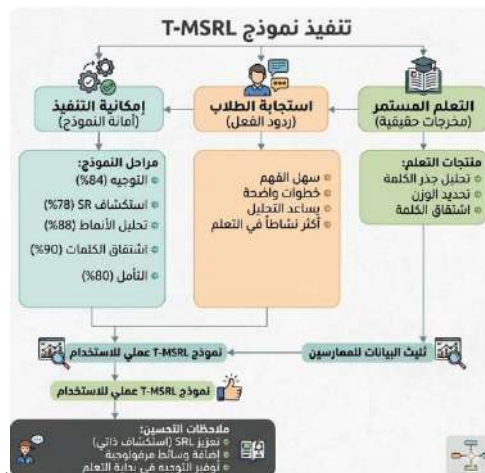 تنفيذ نموذج T-MSRL
التعلم المستمر
(مخرجات حقيقية)
استجابة الطلاب
(ردود الفعل)
إمكانية التنفيذ
(أمانة النموذج)
منتجات التعلم:
تحليل جذر الكلمة
تحديد الوزن
اشتقاق الكلمة
سهل الفهم
خطوات واضحة
يساعد التحليل
أكثر نشاطاً في التعلم
مراحل النموذج:
التوجيه (84%)
استكشاف SR (78%)
تحليل الأنماط (88%)
اشتقاق الكلمات (90%)
التأمل (80%)
ثليث البيانات للممارسين
نموذج T-MSRL عملي للاستخدام
نموذج T-MSRL عملي للاستخدام
ملاحظات التحسين:
تعزيز SRL (استكشاف ذاتي)
إضافة وسائط مرفولوجية
توفير التوجيه في بداية التعلم